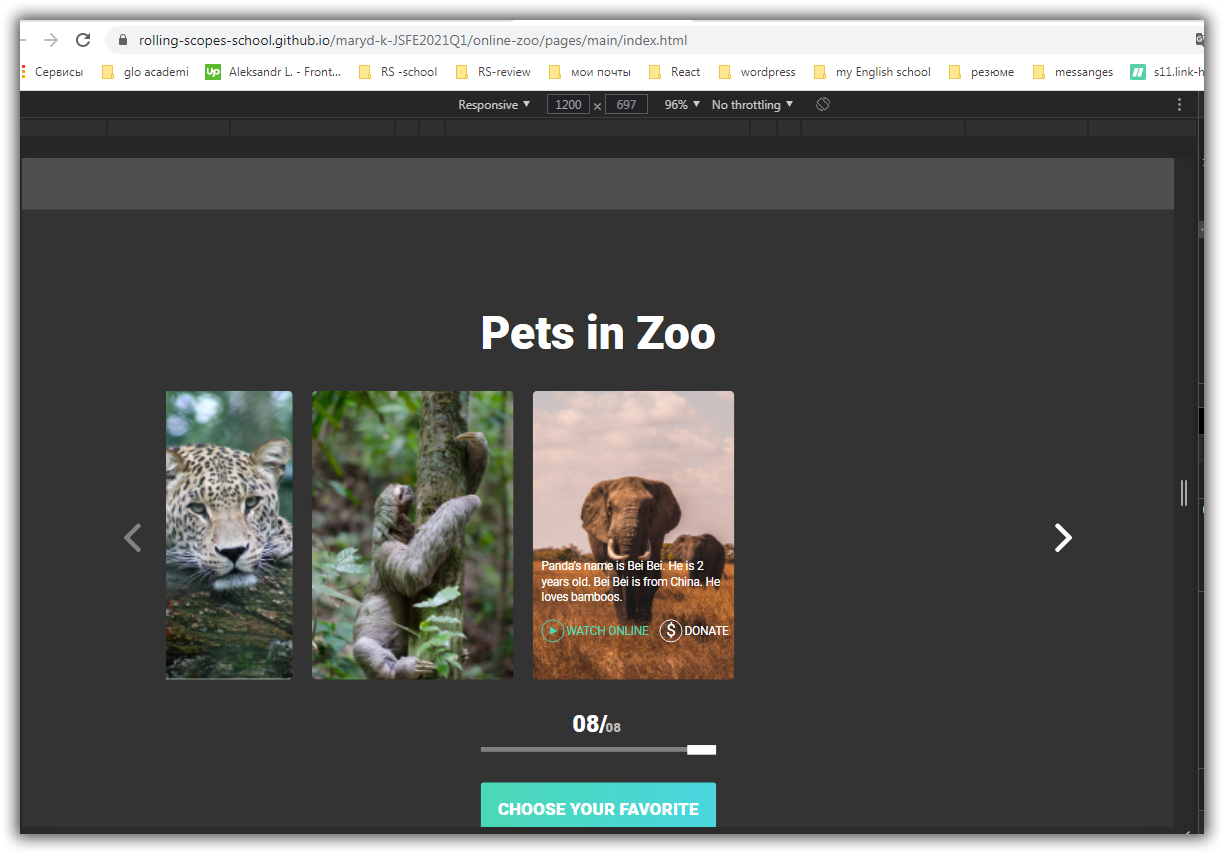 rolling-scopes-school.github.io/maryd-k-JSFE2021Q1/online-zoo/pages/main/index.html
Сервисы glo academi Up Aleksandr L. - Front... RS -school RS-review мои почты React wordpress my English school резюме messanges s11.link-h
Responsive 1200 × 697 96% No throttling
Pets in Zoo
Panda's name is Bei Bei. He is 2
years old. Bei Bei is from China. He
loves bamboos.
WATCH ONLINE $ DONATE
08/08
CHOOSE YOUR FAVORITE